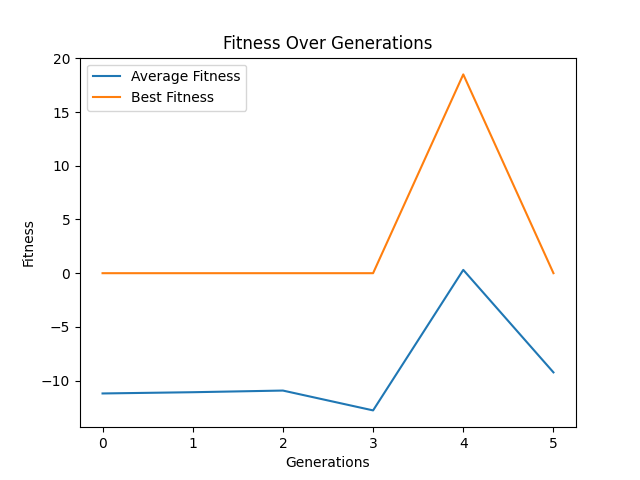 Fitness Over Generations
Average Fitness
Best Fitness
Fitness
20
15
10
5
0
−5
−10
0 1 2 3 4 5
Generations